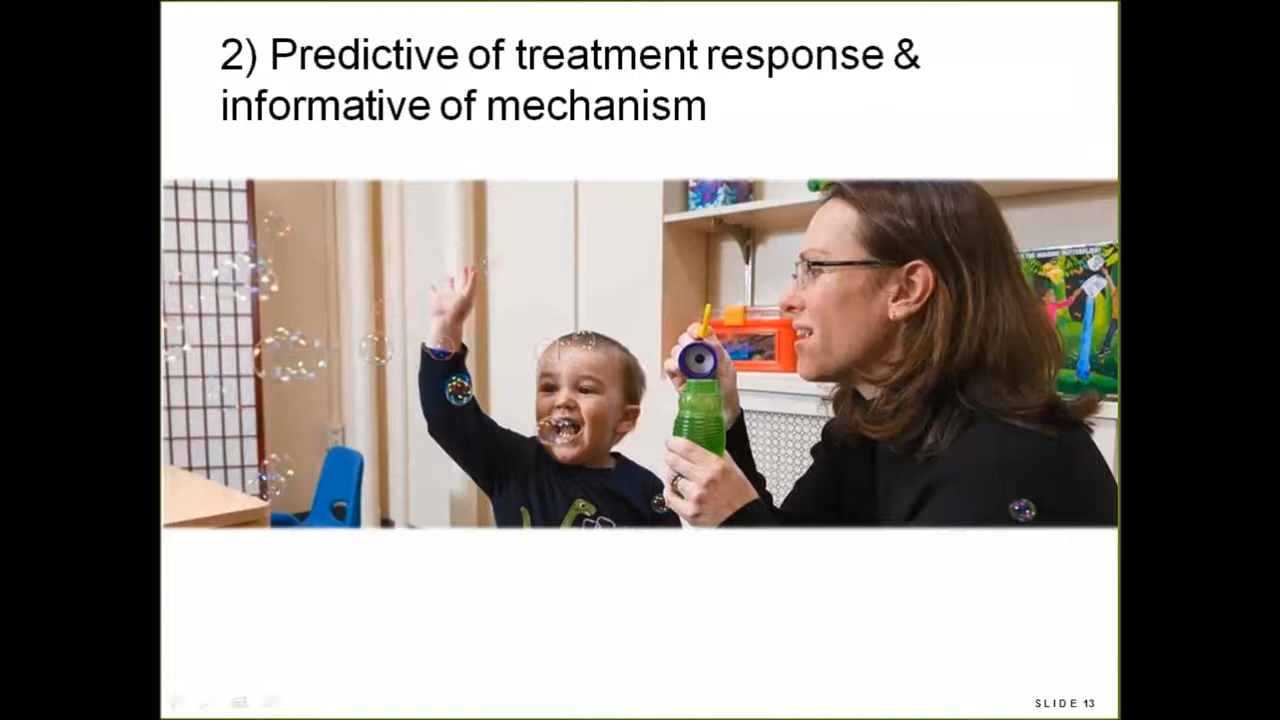 2) Predictive of treatment response &
informative of mechanism
SLIDE 13